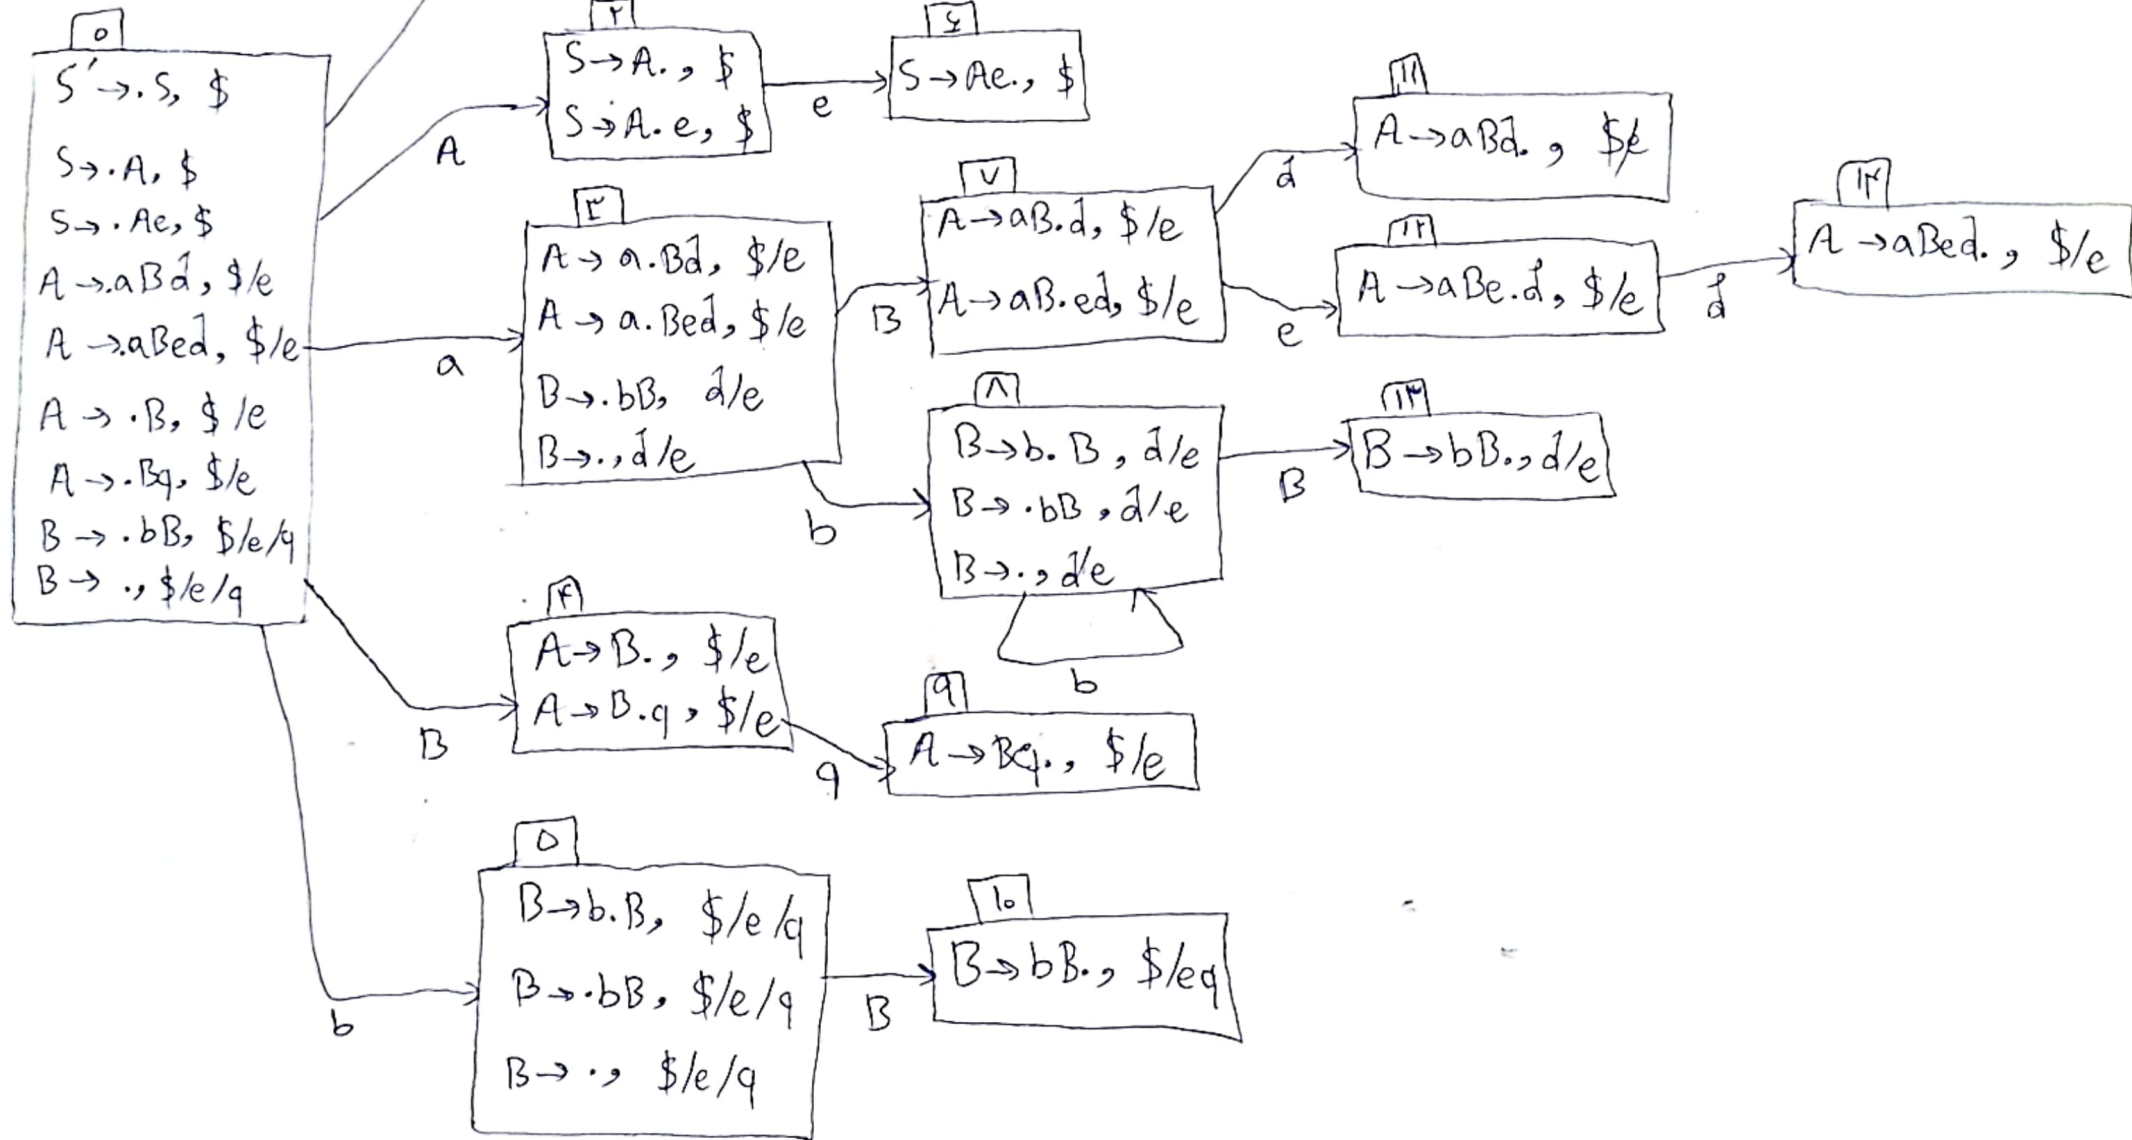 ۰
S' →.S, $
S→.A, $
S→.Ae, $
A →.aBd, $/e
A →.aBed, $/e
A → .B, $/e
A →.Bq, $/e
B → .bB, $/e/q
B → ., $/e/q
A
۲
S→A., $
S→A.e, $
e
۶
S→Ae., $
a
۳
A→ a.Bd, $/e
A → a.Bed, $/e
B→.bB, d/e
B→., d/e
B
۷
A→aB.d, $/e
A→aB.ed, $/e
d
۱۱
A→aBd., $/e
e
۱۲
A→aBe.d, $/e
d
۱۴
A →aBed., $/e
b
۸
B→b.B, d/e
B→.bB, d/e
B→., d/e
b
B
۱۳
B→bB., d/e
B
۴
A→B., $/e
A→B.q, $/e
q
۹
A→Bq., $/e
b
۵
B→b.B, $/e/q
B→.bB, $/e/q
B→ ., $/e/q
B
۱۰
B→bB., $/eq